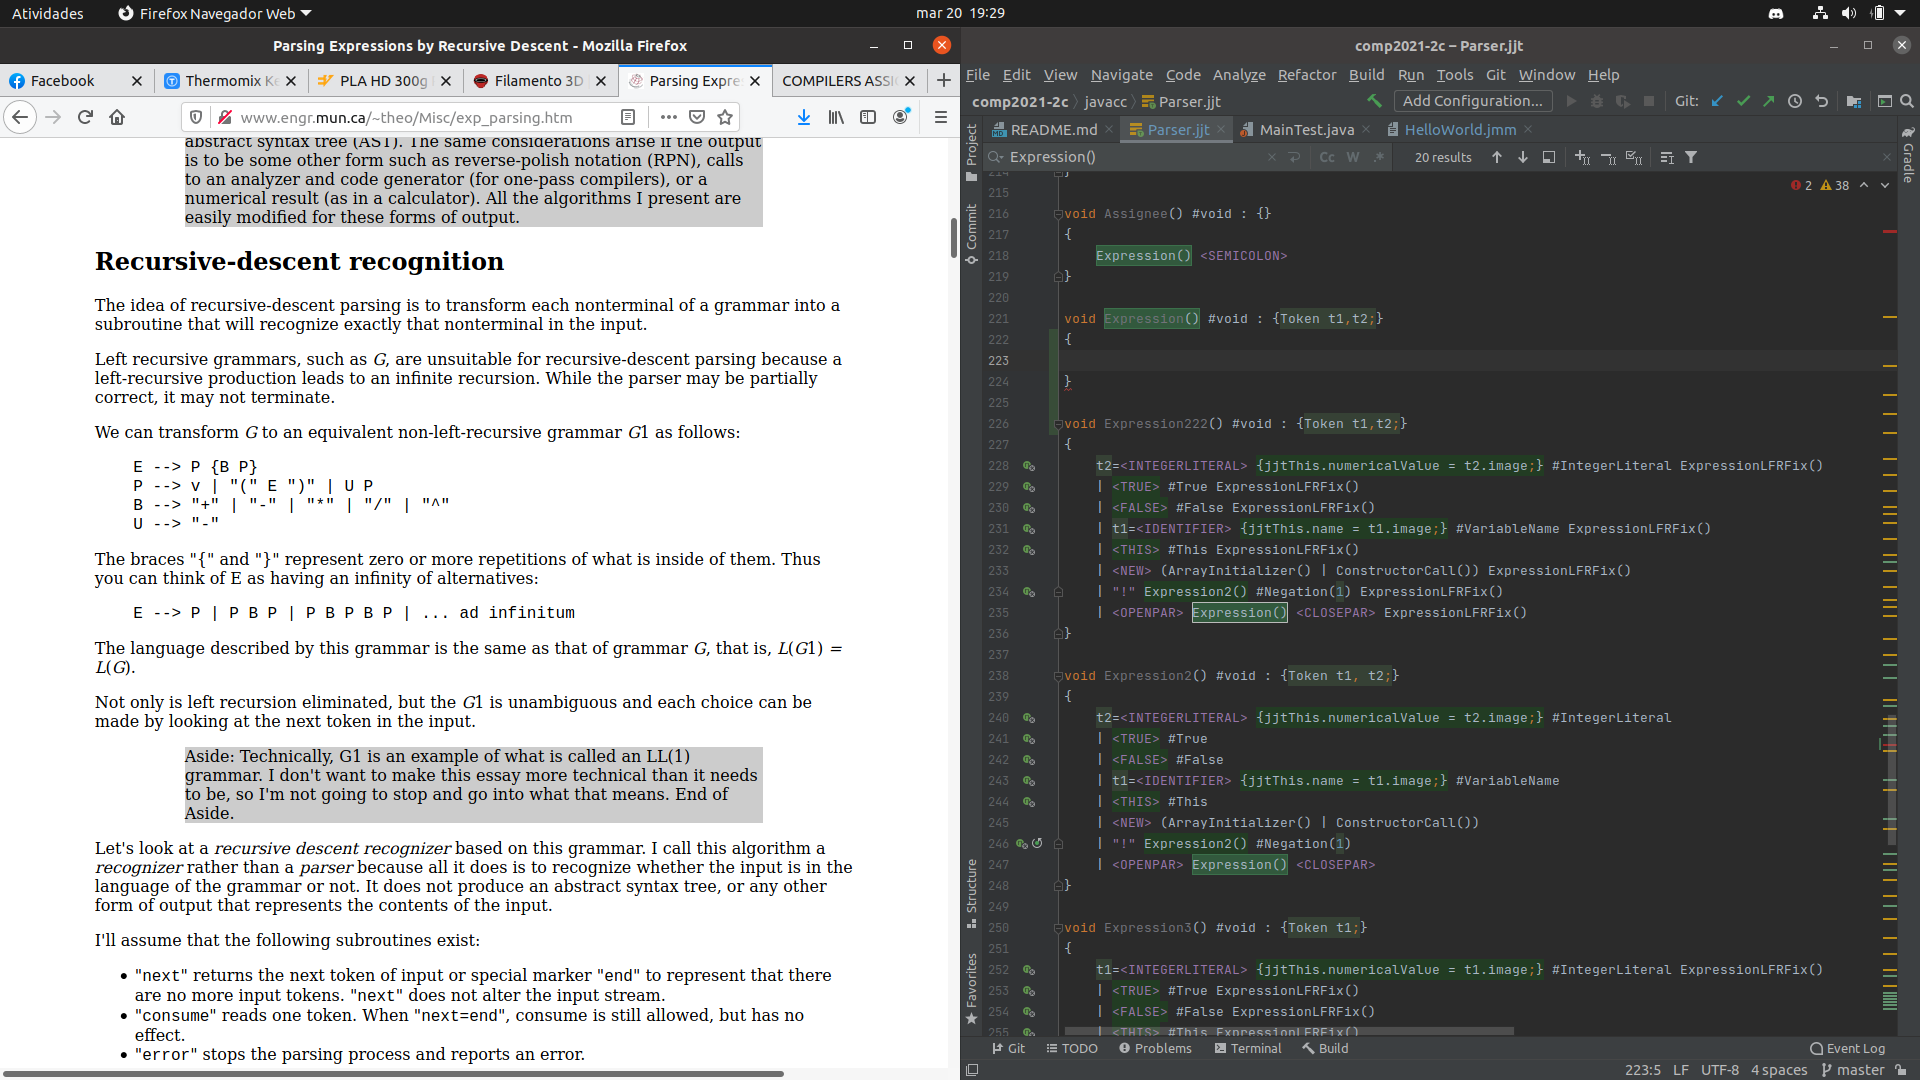 Atividades
Firefox Navegador Web
mar 20 19:29
Parsing Expressions by Recursive Descent - Mozilla Firefox
Facebook
Thermomix Ke
PLA HD 300g
Filamento 3D
Parsing Expre
COMPILERS ASSI
www.engr.mun.ca/~theo/Misc/exp_parsing.htm
abstract syntax tree (AST). The same considerations arise if the output
is to be some other form such as reverse-polish notation (RPN), calls
to an analyzer and code generator (for one-pass compilers), or a
numerical result (as in a calculator). All the algorithms I present are
easily modified for these forms of output.
Recursive-descent recognition
The idea of recursive-descent parsing is to transform each nonterminal of a grammar into a
subroutine that will recognize exactly that nonterminal in the input.
Left recursive grammars, such as G, are unsuitable for recursive-descent parsing because a
left-recursive production leads to an infinite recursion. While the parser may be partially
correct, it may not terminate.
We can transform G to an equivalent non-left-recursive grammar G1 as follows:
E --> P {B P}
P --> v | "(" E ")" | U P
B --> "+" | "-" | "*" | "/" | "^"
U --> "-"
The braces "{" and "}" represent zero or more repetitions of what is inside of them. Thus
you can think of E as having an infinity of alternatives:
E --> P | P B P | P B P B P | ... ad infinitum
The language described by this grammar is the same as that of grammar G, that is, L(G1) =
L(G).
Not only is left recursion eliminated, but the G1 is unambiguous and each choice can be
made by looking at the next token in the input.
Aside: Technically, G1 is an example of what is called an LL(1)
grammar. I don't want to make this essay more technical than it needs
to be, so I'm not going to stop and go into what that means. End of
Aside.
Let's look at a recursive descent recognizer based on this grammar. I call this algorithm a
recognizer rather than a parser because all it does is to recognize whether the input is in the
language of the grammar or not. It does not produce an abstract syntax tree, or any other
form of output that represents the contents of the input.
I'll assume that the following subroutines exist:
• "next" returns the next token of input or special marker "end" to represent that there
are no more input tokens. "next" does not alter the input stream.
• "consume" reads one token. When "next=end", consume is still allowed, but has no
effect.
• "error" stops the parsing process and reports an error.
comp2021-2c – Parser.jjt
File Edit View Navigate Code Analyze Refactor Build Run Tools Git Window Help
comp2021-2c javacc Parser.jjt
Add Configuration...
Git:
README.md
Parser.jjt
MainTest.java
HelloWorld.jmm
Expression()
Cc W .*
20 results
2 38
Project
Commit
Structure
Favorites
Gradle
214 }
215
216 void Assignee() #void : {}
217 {
218 Expression() <SEMICOLON>
219 }
220
221 void Expression() #void : {Token t1,t2;}
222 {
223
224 }
225
226 void Expression222() #void : {Token t1,t2;}
227 {
228 t2=<INTEGERLITERAL> {jjtThis.numericalValue = t2.image;} #IntegerLiteral ExpressionLFRFix()
229 | <TRUE> #True ExpressionLFRFix()
230 | <FALSE> #False ExpressionLFRFix()
231 | t1=<IDENTIFIER> {jjtThis.name = t1.image;} #VariableName ExpressionLFRFix()
232 | <THIS> #This ExpressionLFRFix()
233 | <NEW> (ArrayInitializer() | ConstructorCall()) ExpressionLFRFix()
234 | "!" Expression2() #Negation(1) ExpressionLFRFix()
235 | <OPENPAR> Expression() <CLOSEPAR> ExpressionLFRFix()
236 }
237
238 void Expression2() #void : {Token t1, t2;}
239 {
240 t2=<INTEGERLITERAL> {jjtThis.numericalValue = t2.image;} #IntegerLiteral
241 | <TRUE> #True
242 | <FALSE> #False
243 | t1=<IDENTIFIER> {jjtThis.name = t1.image;} #VariableName
244 | <THIS> #This
245 | <NEW> (ArrayInitializer() | ConstructorCall())
246 | "!" Expression2() #Negation(1)
247 | <OPENPAR> Expression() <CLOSEPAR>
248 }
249
250 void Expression3() #void : {Token t1;}
251 {
252 t1=<INTEGERLITERAL> {jjtThis.numericalValue = t1.image;} #IntegerLiteral ExpressionLFRFix()
253 | <TRUE> #True ExpressionLFRFix()
254 | <FALSE> #False ExpressionLFRFix()
255 | <THIS> #This ExpressionLFRFix()
Git TODO Problems Terminal Build Event Log
223:5 LF UTF-8 4 spaces master